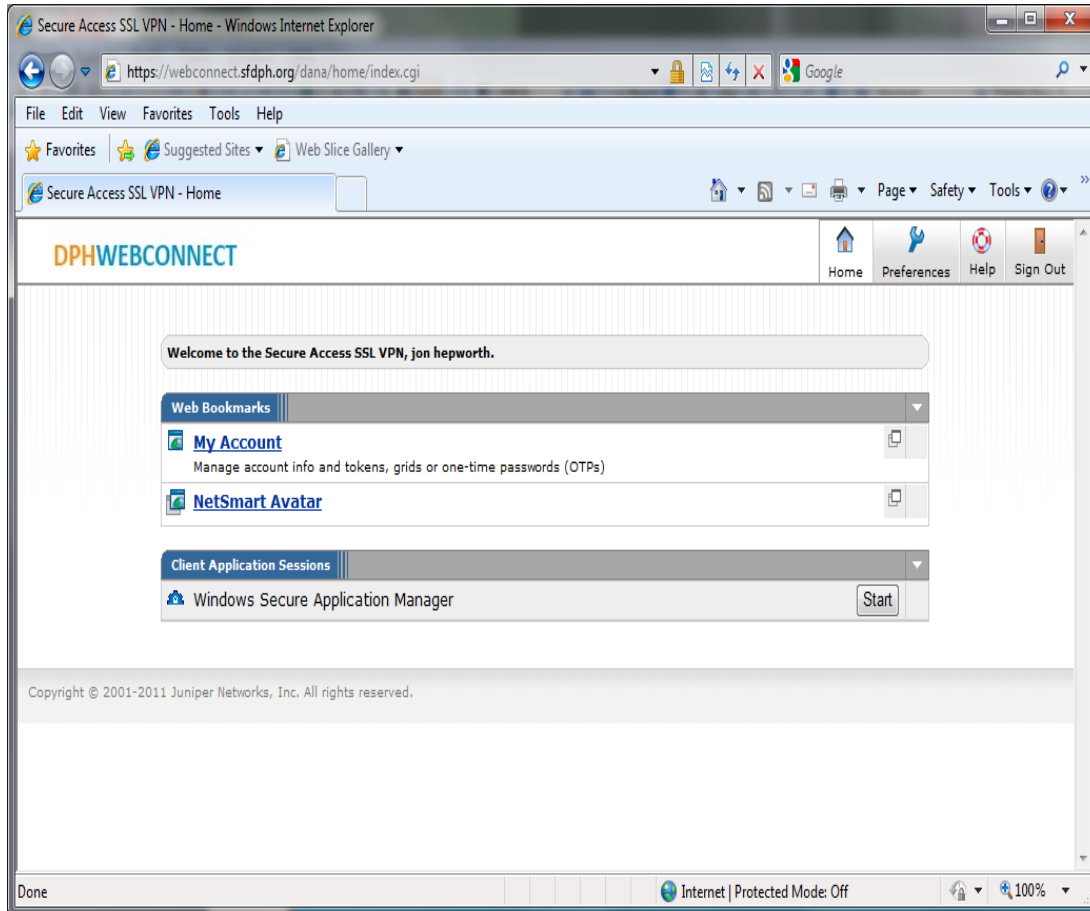 Secure Access SSL VPN - Home - Windows Internet Explorer
https://webconnect.sfdph.org/dana/home/index.cgi
Google
File Edit View Favorites Tools Help
Favorites Suggested Sites Web Slice Gallery
Secure Access SSL VPN - Home
Page Safety Tools
DPHWEBCONNECT
Home Preferences Help Sign Out
Welcome to the Secure Access SSL VPN, jon hepworth.
Web Bookmarks
My Account
Manage account info and tokens, grids or one-time passwords (OTPs)
NetSmart Avatar
Client Application Sessions
Windows Secure Application Manager Start
Copyright © 2001-2011 Juniper Networks, Inc. All rights reserved.
Done Internet | Protected Mode: Off 100%